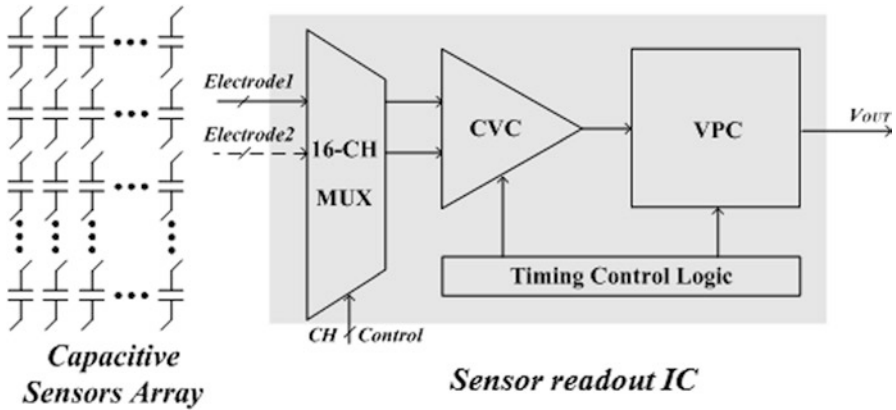 Electrode1
Electrode2
16-CH
MUX
CVC
VPC
VOUT
Timing Control Logic
CH Control
Capacitive
Sensors Array
Sensor readout IC